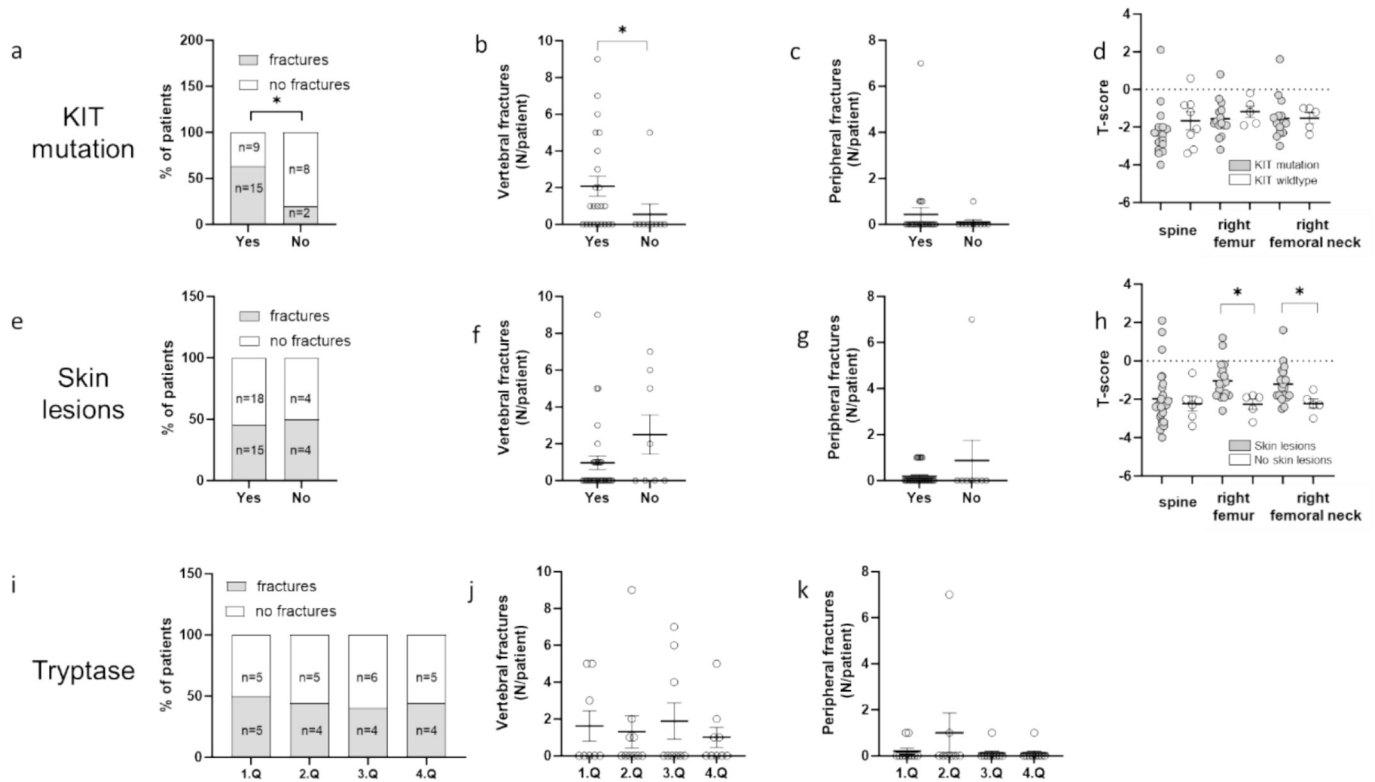 a
KIT
mutation
% of patients
200
150
100
50
0
fractures
no fractures
*
n=9
n=15
n=8
n=2
Yes No
b
Vertebral fractures
(N/patient)
10
8
6
4
2
0
*
Yes No
c
Peripheral fractures
(N/patient)
8
6
4
2
0
Yes No
d
T-score
4
2
0
-2
-4
-6
KIT mutation
KIT wildtype
spine
right
femur
right
femoral neck
e
Skin
lesions
% of patients
150
100
50
0
fractures
no fractures
n=18
n=15
n=4
n=4
Yes No
f
Vertebral fractures
(N/patient)
10
8
6
4
2
0
Yes No
g
Peripheral fractures
(N/patient)
8
6
4
2
0
Yes No
h
T-score
4
2
0
-2
-4
-6
* *
Skin lesions
No skin lesions
spine
right
femur
right
femoral neck
i
Tryptase
% of patients
150
100
50
0
fractures
no fractures
n=5 n=5 n=6 n=5
n=5 n=4 n=4 n=4
1.Q 2.Q 3.Q 4.Q
j
Vertebral fractures
(N/patient)
10
8
6
4
2
0
1.Q 2.Q 3.Q 4.Q
k
Peripheral fractures
(N/patient)
8
6
4
2
0
1.Q 2.Q 3.Q 4.Q